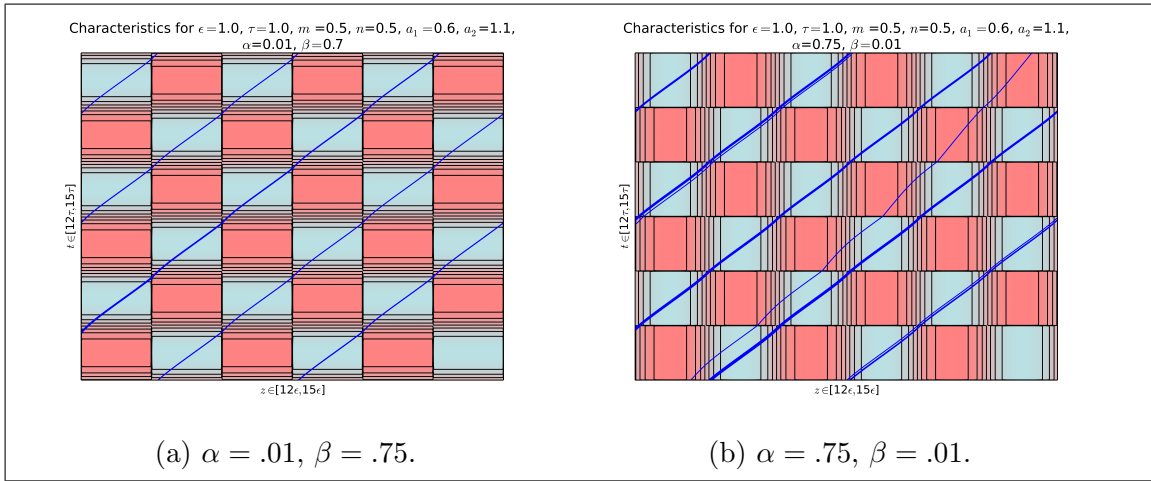 Characteristics for ϵ=1.0, τ=1.0, m =0.5, n=0.5, a₁ =0.6, a₂=1.1,
α=0.01, β=0.7
t∈[12τ,15τ]
z∈[12ϵ,15ϵ]
(a) α = .01, β = .75.
Characteristics for ϵ=1.0, τ=1.0, m =0.5, n=0.5, a₁ =0.6, a₂=1.1,
α=0.75, β=0.01
t∈[12τ,15τ]
z∈[12ϵ,15ϵ]
(b) α = .75, β = .01.